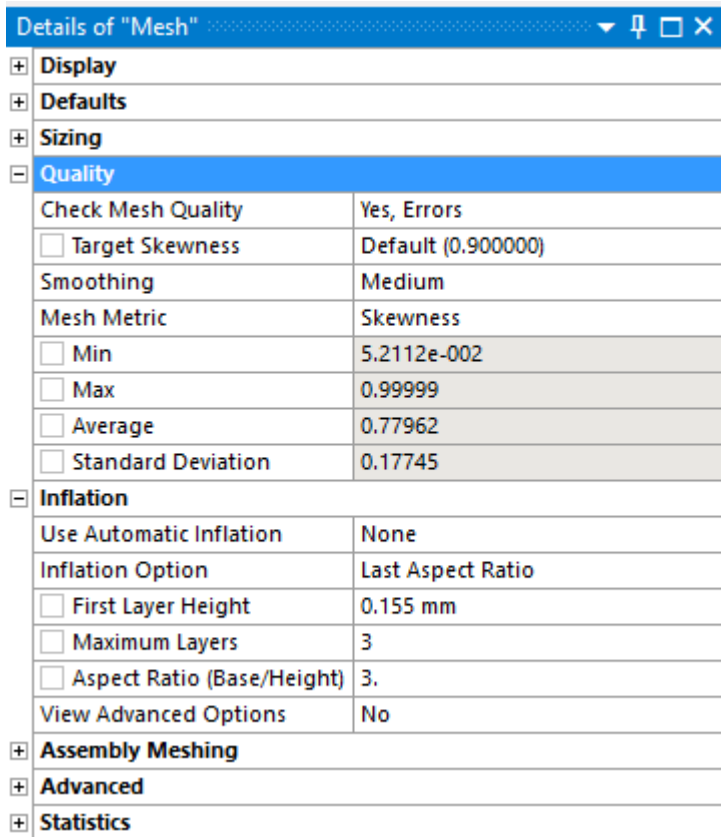 Details of "Mesh"
Display
Defaults
Sizing
Quality
Check Mesh Quality Yes, Errors
Target Skewness Default (0.900000)
Smoothing Medium
Mesh Metric Skewness
Min 5.2112e-002
Max 0.99999
Average 0.77962
Standard Deviation 0.17745
Inflation
Use Automatic Inflation None
Inflation Option Last Aspect Ratio
First Layer Height 0.155 mm
Maximum Layers 3
Aspect Ratio (Base/Height) 3.
View Advanced Options No
Assembly Meshing
Advanced
Statistics